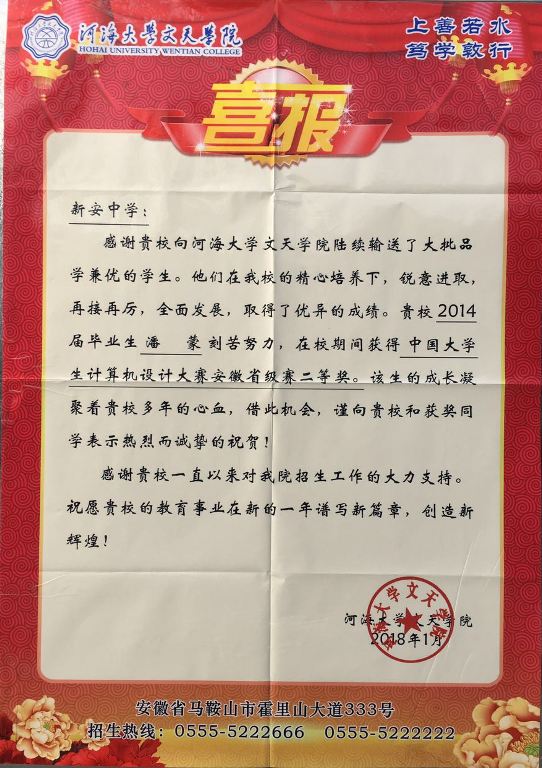 河海大学文天学院
HOHAI UNIVERSITY WENTIAN COLLEGE
上善若水
笃学敦行
喜报
新安中学：
感谢贵校向河海大学文天学院陆续输送了大批品
学兼优的学生。他们在我校的精心培养下，锐意进取，
再接再厉，全面发展，取得了优异的成绩。贵校 2014
届毕业生 潘　蒙 刻苦努力，在校期间获得 中国大学
生计算机设计大赛安徽省级赛二等奖。该生的成长凝
聚着贵校多年的心血，借此机会，谨向贵校和获奖同
学表示热烈而诚挚的祝贺！
感谢贵校一直以来对我院招生工作的大力支持。
祝愿贵校的教育事业在新的一年谱写新篇章，创造新
辉煌！
河海大学文天学院
河海大学文天学院
2018年1月
安徽省马鞍山市霍里山大道333号
招生热线：0555-5222666 0555-5222222